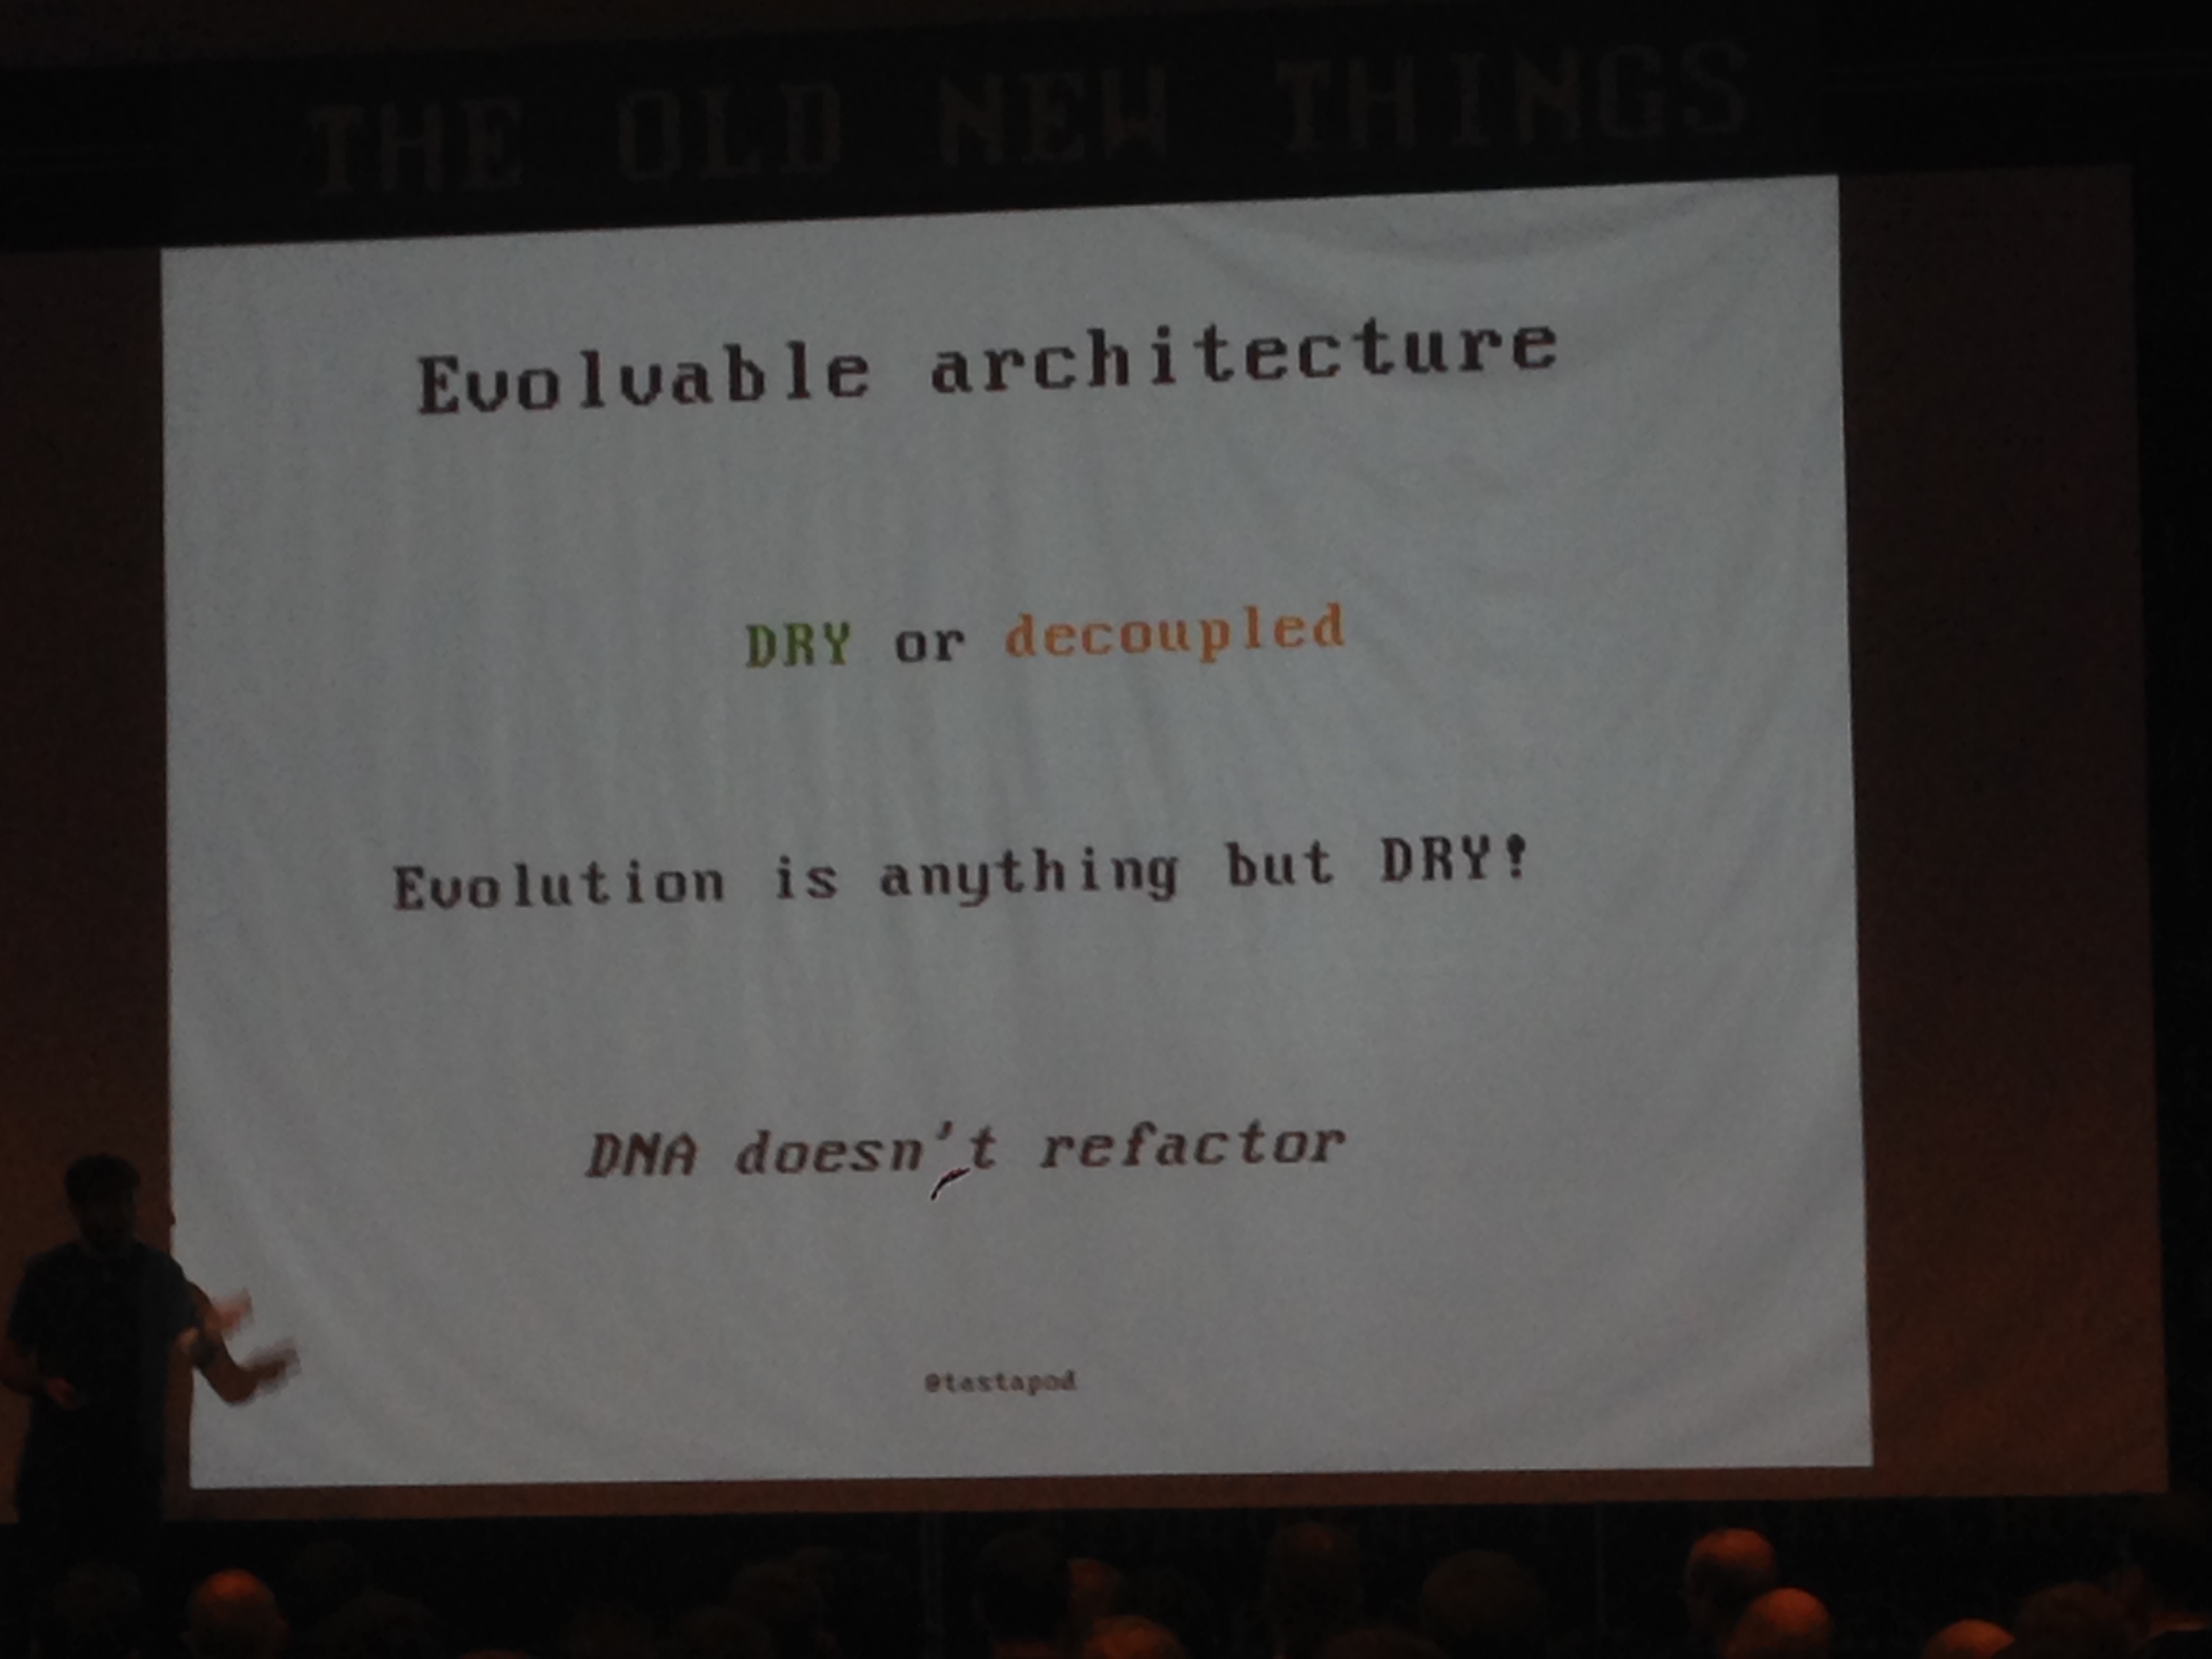 THE OLD NEW THINGS
Evolvable architecture
DRY or decoupled
Evolution is anything but DRY!
DNA doesn't refactor
@tastapod